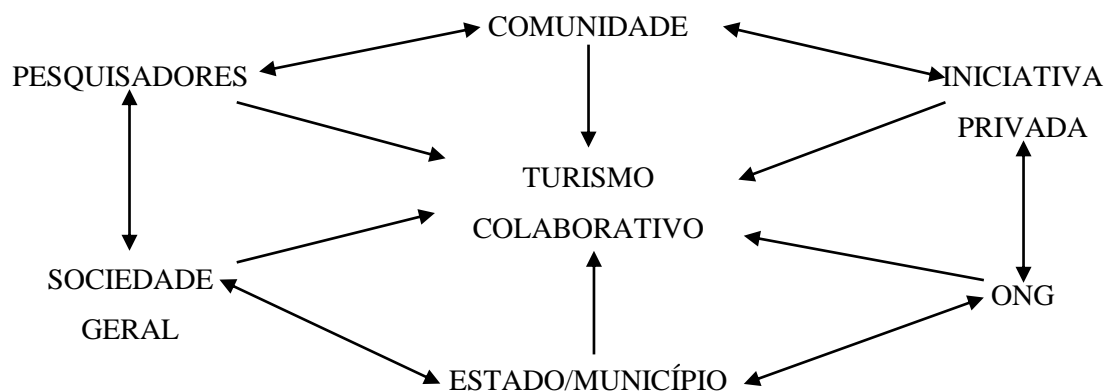 COMUNIDADE
PESQUISADORES
INICIATIVA
PRIVADA
TURISMO
COLABORATIVO
SOCIEDADE
GERAL
ONG
ESTADO/MUNICÍPIO